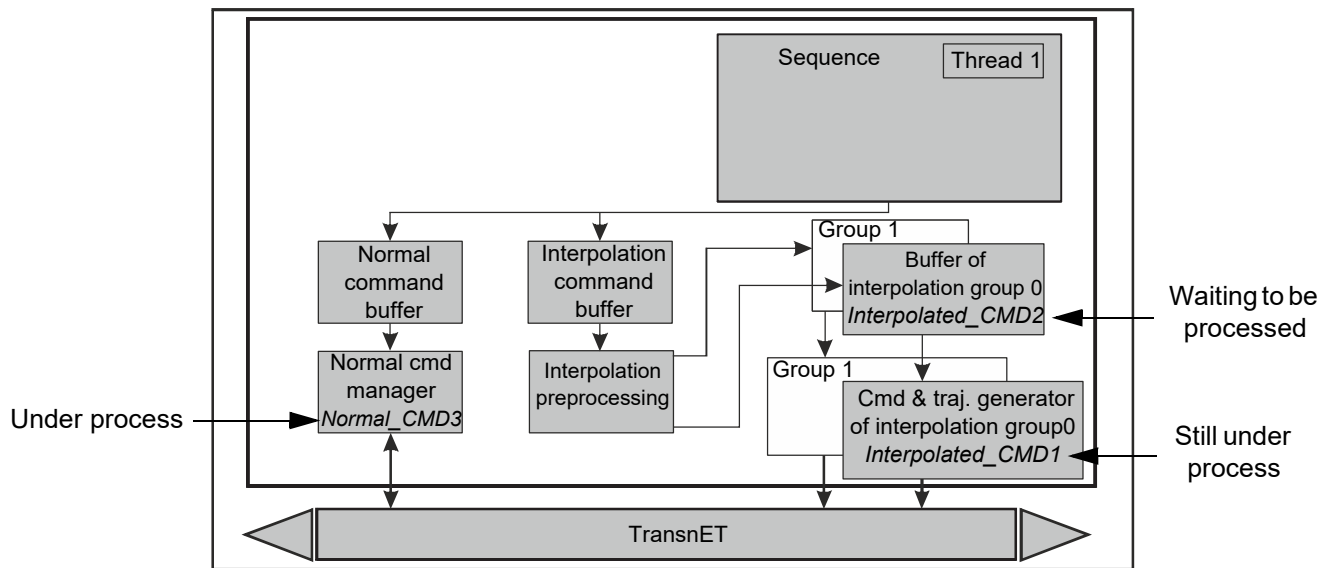 Sequence
Thread 1
Group 1
Normal
command
buffer
Interpolation
command
buffer
Buffer of
interpolation group 0
Interpolated_CMD2
Waiting to be
processed
Normal cmd
manager
Normal_CMD3
Under process
Interpolation
preprocessing
Group 1
Cmd & traj. generator
of interpolation group0
Interpolated_CMD1
Still under
process
TransnET